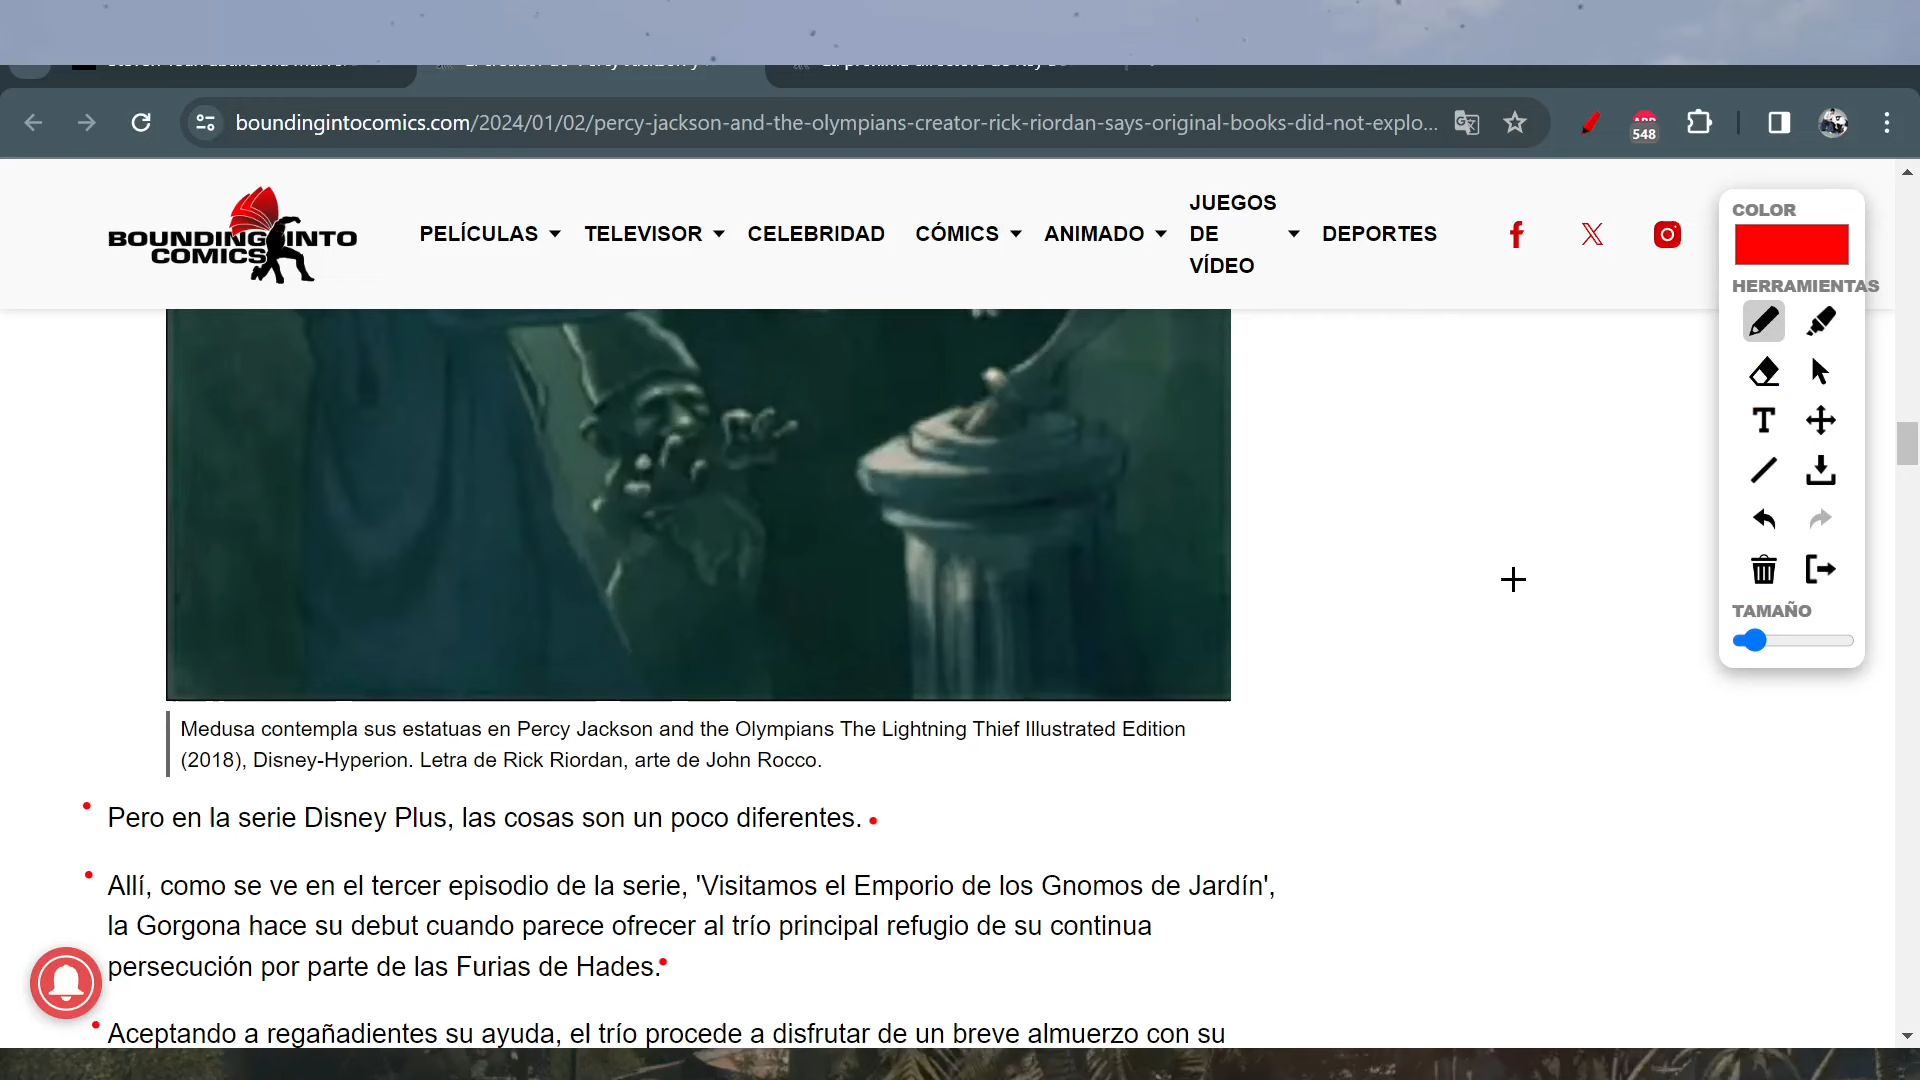 boundingintocomics.com/2024/01/02/percy-jackson-and-the-olympians-creator-rick-riordan-says-original-books-did-not-explo...
548
BOUNDING INTO
COMICS
PELÍCULAS
TELEVISOR
CELEBRIDAD
CÓMICS
ANIMADO
JUEGOS
DE
VÍDEO
DEPORTES
COLOR
HERRAMIENTAS
TAMAÑO
Medusa contempla sus estatuas en Percy Jackson and the Olympians The Lightning Thief Illustrated Edition
(2018), Disney-Hyperion. Letra de Rick Riordan, arte de John Rocco.
Pero en la serie Disney Plus, las cosas son un poco diferentes.
Allí, como se ve en el tercer episodio de la serie, 'Visitamos el Emporio de los Gnomos de Jardín',
la Gorgona hace su debut cuando parece ofrecer al trío principal refugio de su continua
persecución por parte de las Furias de Hades.
Aceptando a regañadientes su ayuda, el trío procede a disfrutar de un breve almuerzo con su